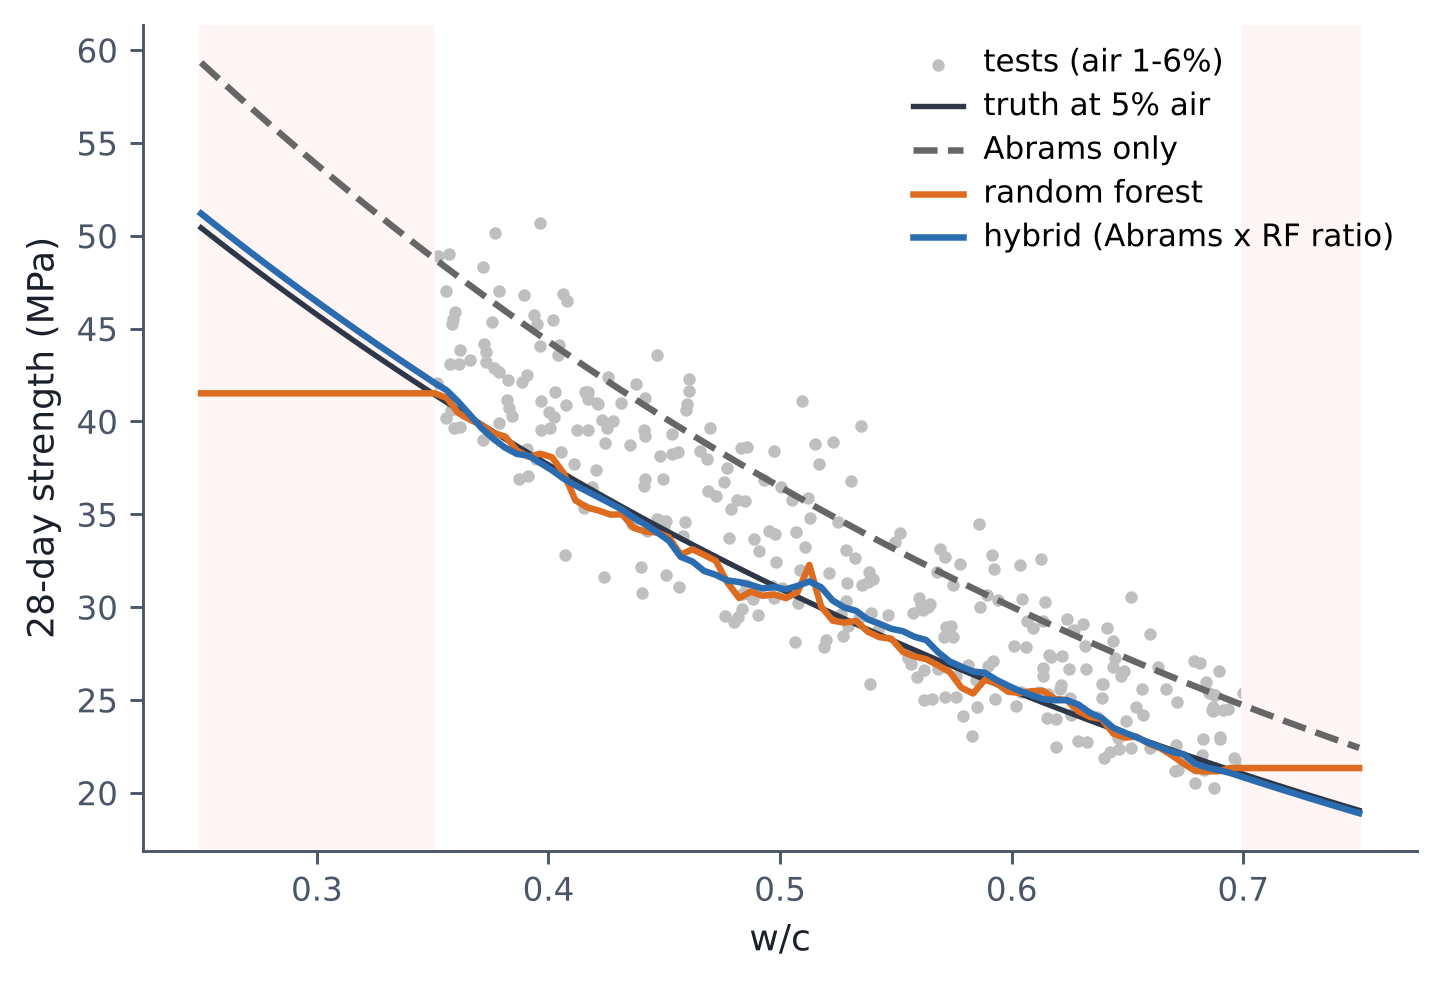 60
55
50
45
40
35
30
25
20
28-day strength (MPa)
tests (air 1-6%)
truth at 5% air
Abrams only
random forest
hybrid (Abrams x RF ratio)
0.3
0.4
0.5
0.6
0.7
w/c